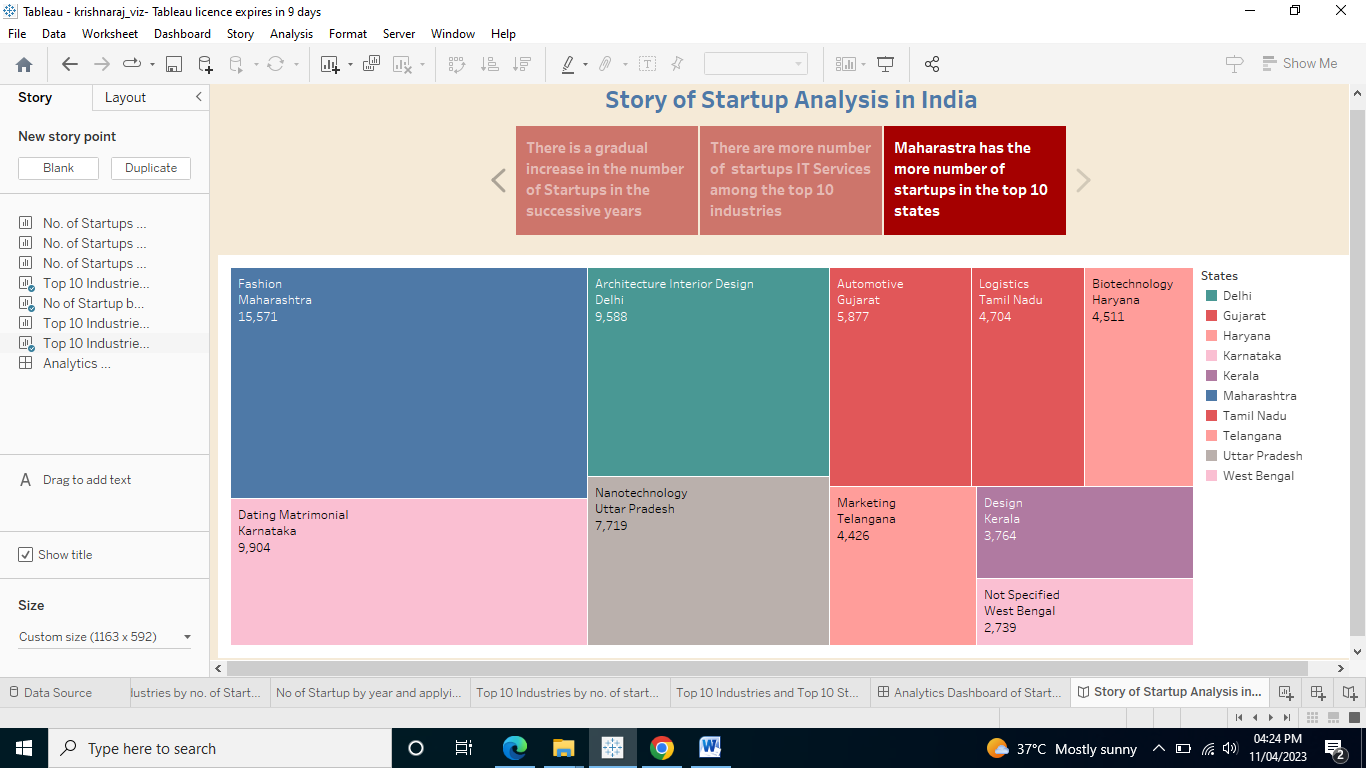 Tableau - krishnaraj_viz- Tableau licence expires in 9 days
File Data Worksheet Dashboard Story Analysis Format Server Window Help
Show Me
Story Layout
New story point
Blank Duplicate
No. of Startups ...
No. of Startups ...
No. of Startups ...
Top 10 Industrie...
No of Startup b...
Top 10 Industrie...
Top 10 Industrie...
Analytics ...
A Drag to add text
Show title
Size
Custom size (1163 x 592)
Story of Startup Analysis in India
There is a gradual
increase in the number
of Startups in the
successive years
There are more number
of startups IT Services
among the top 10
industries
Maharastra has the
more number of
startups in the top 10
states
Fashion
Maharashtra
15,571
Dating Matrimonial
Karnataka
9,904
Architecture Interior Design
Delhi
9,588
Nanotechnology
Uttar Pradesh
7,719
Automotive
Gujarat
5,877
Logistics
Tamil Nadu
4,704
Biotechnology
Haryana
4,511
Marketing
Telangana
4,426
Design
Kerala
3,764
Not Specified
West Bengal
2,739
States
Delhi
Gujarat
Haryana
Karnataka
Kerala
Maharashtra
Tamil Nadu
Telangana
Uttar Pradesh
West Bengal
Data Source dustries by no. of Start... No of Startup by year and applyi... Top 10 Industries by no. of start... Top 10 Industries and Top 10 St... Analytics Dashboard of Start... Story of Startup Analysis in...
Type here to search
37°C Mostly sunny
04:24 PM
11/04/2023
2